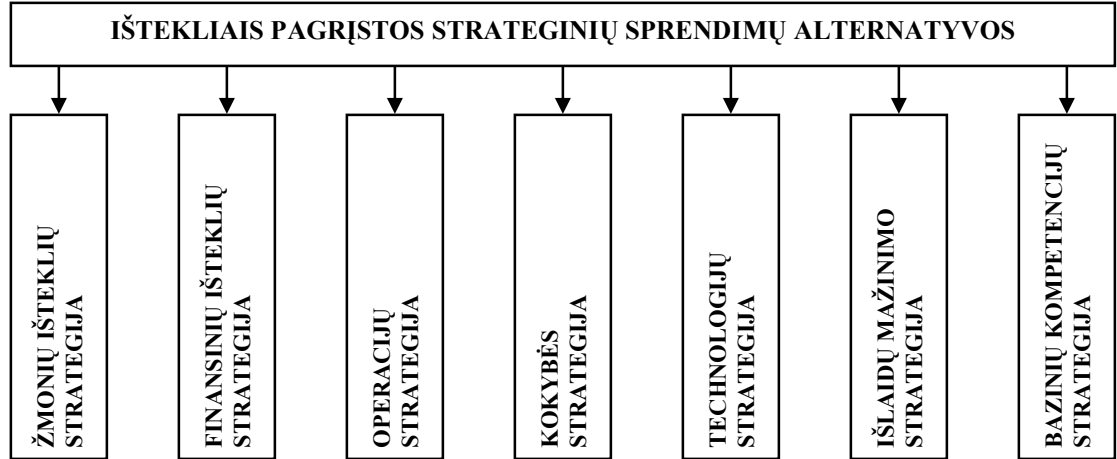 IŠTEKLIAIS PAGRĮSTOS STRATEGINIŲ SPRENDIMŲ ALTERNATYVOS
ŽMONIŲ IŠTEKLIŲ
STRATEGIJA
FINANSINIŲ IŠTEKLIŲ
STRATEGIJA
OPERACIJŲ
STRATEGIJA
KOKYBĖS
STRATEGIJA
TECHNOLOGIJŲ
STRATEGIJA
IŠLAIDŲ MAŽINIMO
STRATEGIJA
BAZINIŲ KOMPETENCIJŲ
STRATEGIJA